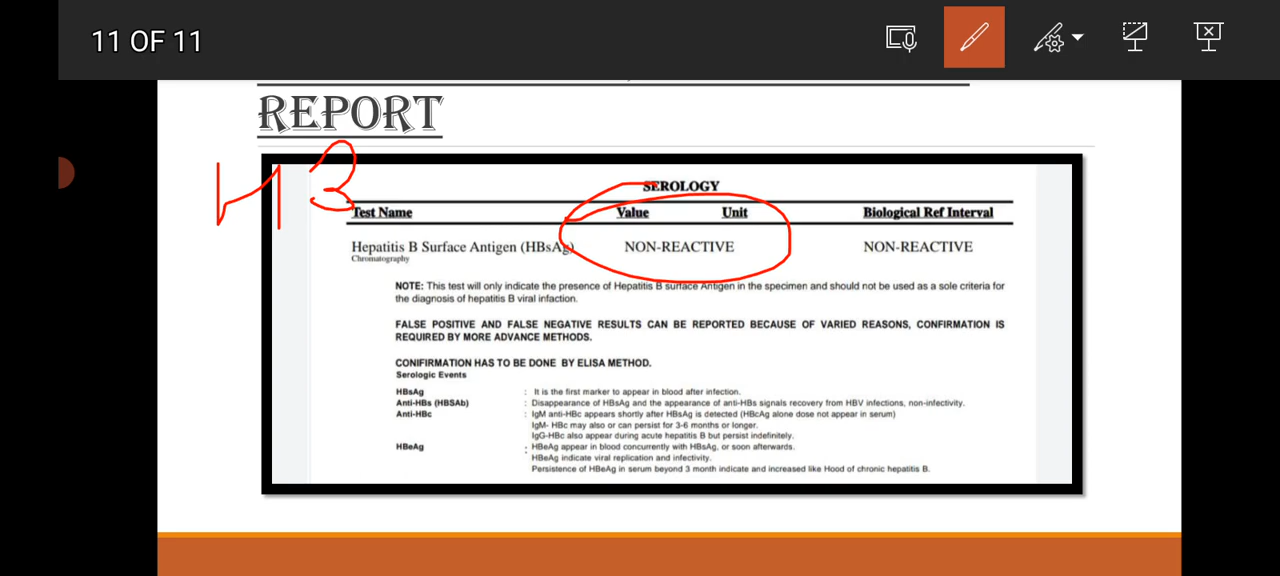 11 OF 11
REPORT
SEROLOGY
Test Name Value Unit Biological Ref Interval
Hepatitis B Surface Antigen (HBsAg) NON-REACTIVE NON-REACTIVE
Chromatography
NOTE: This test will only indicate the presence of Hepatitis B surface Antigen in the specimen and should not be used as a sole criteria for
the diagnosis of hepatitis B viral infaction.
FALSE POSITIVE AND FALSE NEGATIVE RESULTS CAN BE REPORTED BECAUSE OF VARIED REASONS, CONFIRMATION IS
REQUIRED BY MORE ADVANCE METHODS.
CONIFIRMATION HAS TO BE DONE BY ELISA METHOD.
Serologic Events
HBsAg : It is the first marker to appear in blood after infection.
Anti-HBs (HBSAb) : Disappearance of HBsAg and the appearance of anti-HBs signals recovery from HBV infections, non-infectivity.
Anti-HBc : IgM anti-HBc appears shortly after HBsAg is detected (HBcAg alone dose not appear in serum)
IgM- HBc may also or can persist for 3-6 months or longer.
IgG-HBc also appear during acute hepatitis B but persist indefinitely.
HBeAg : HBeAg appear in blood concurrently with HBsAg, or soon afterwards.
HBeAg indicate viral replication and infectivity.
Persistence of HBeAg in serum beyond 3 month indicate and increased like Hood of chronic hepatitis B.